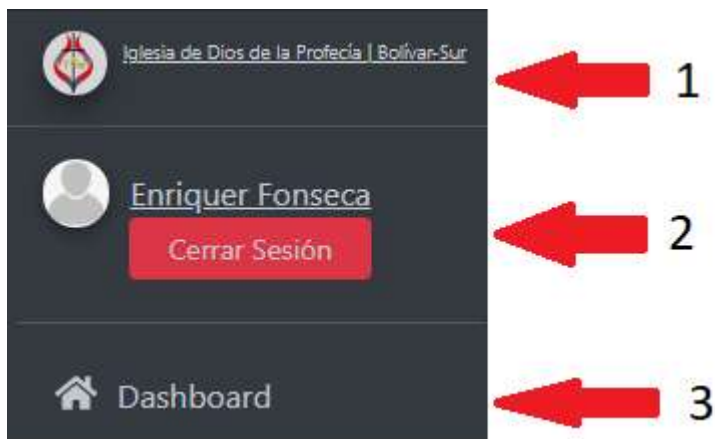 Iglesia de Dios de la Profecía | Bolívar-Sur
1
Enriquer Fonseca
Cerrar Sesión
2
Dashboard
3